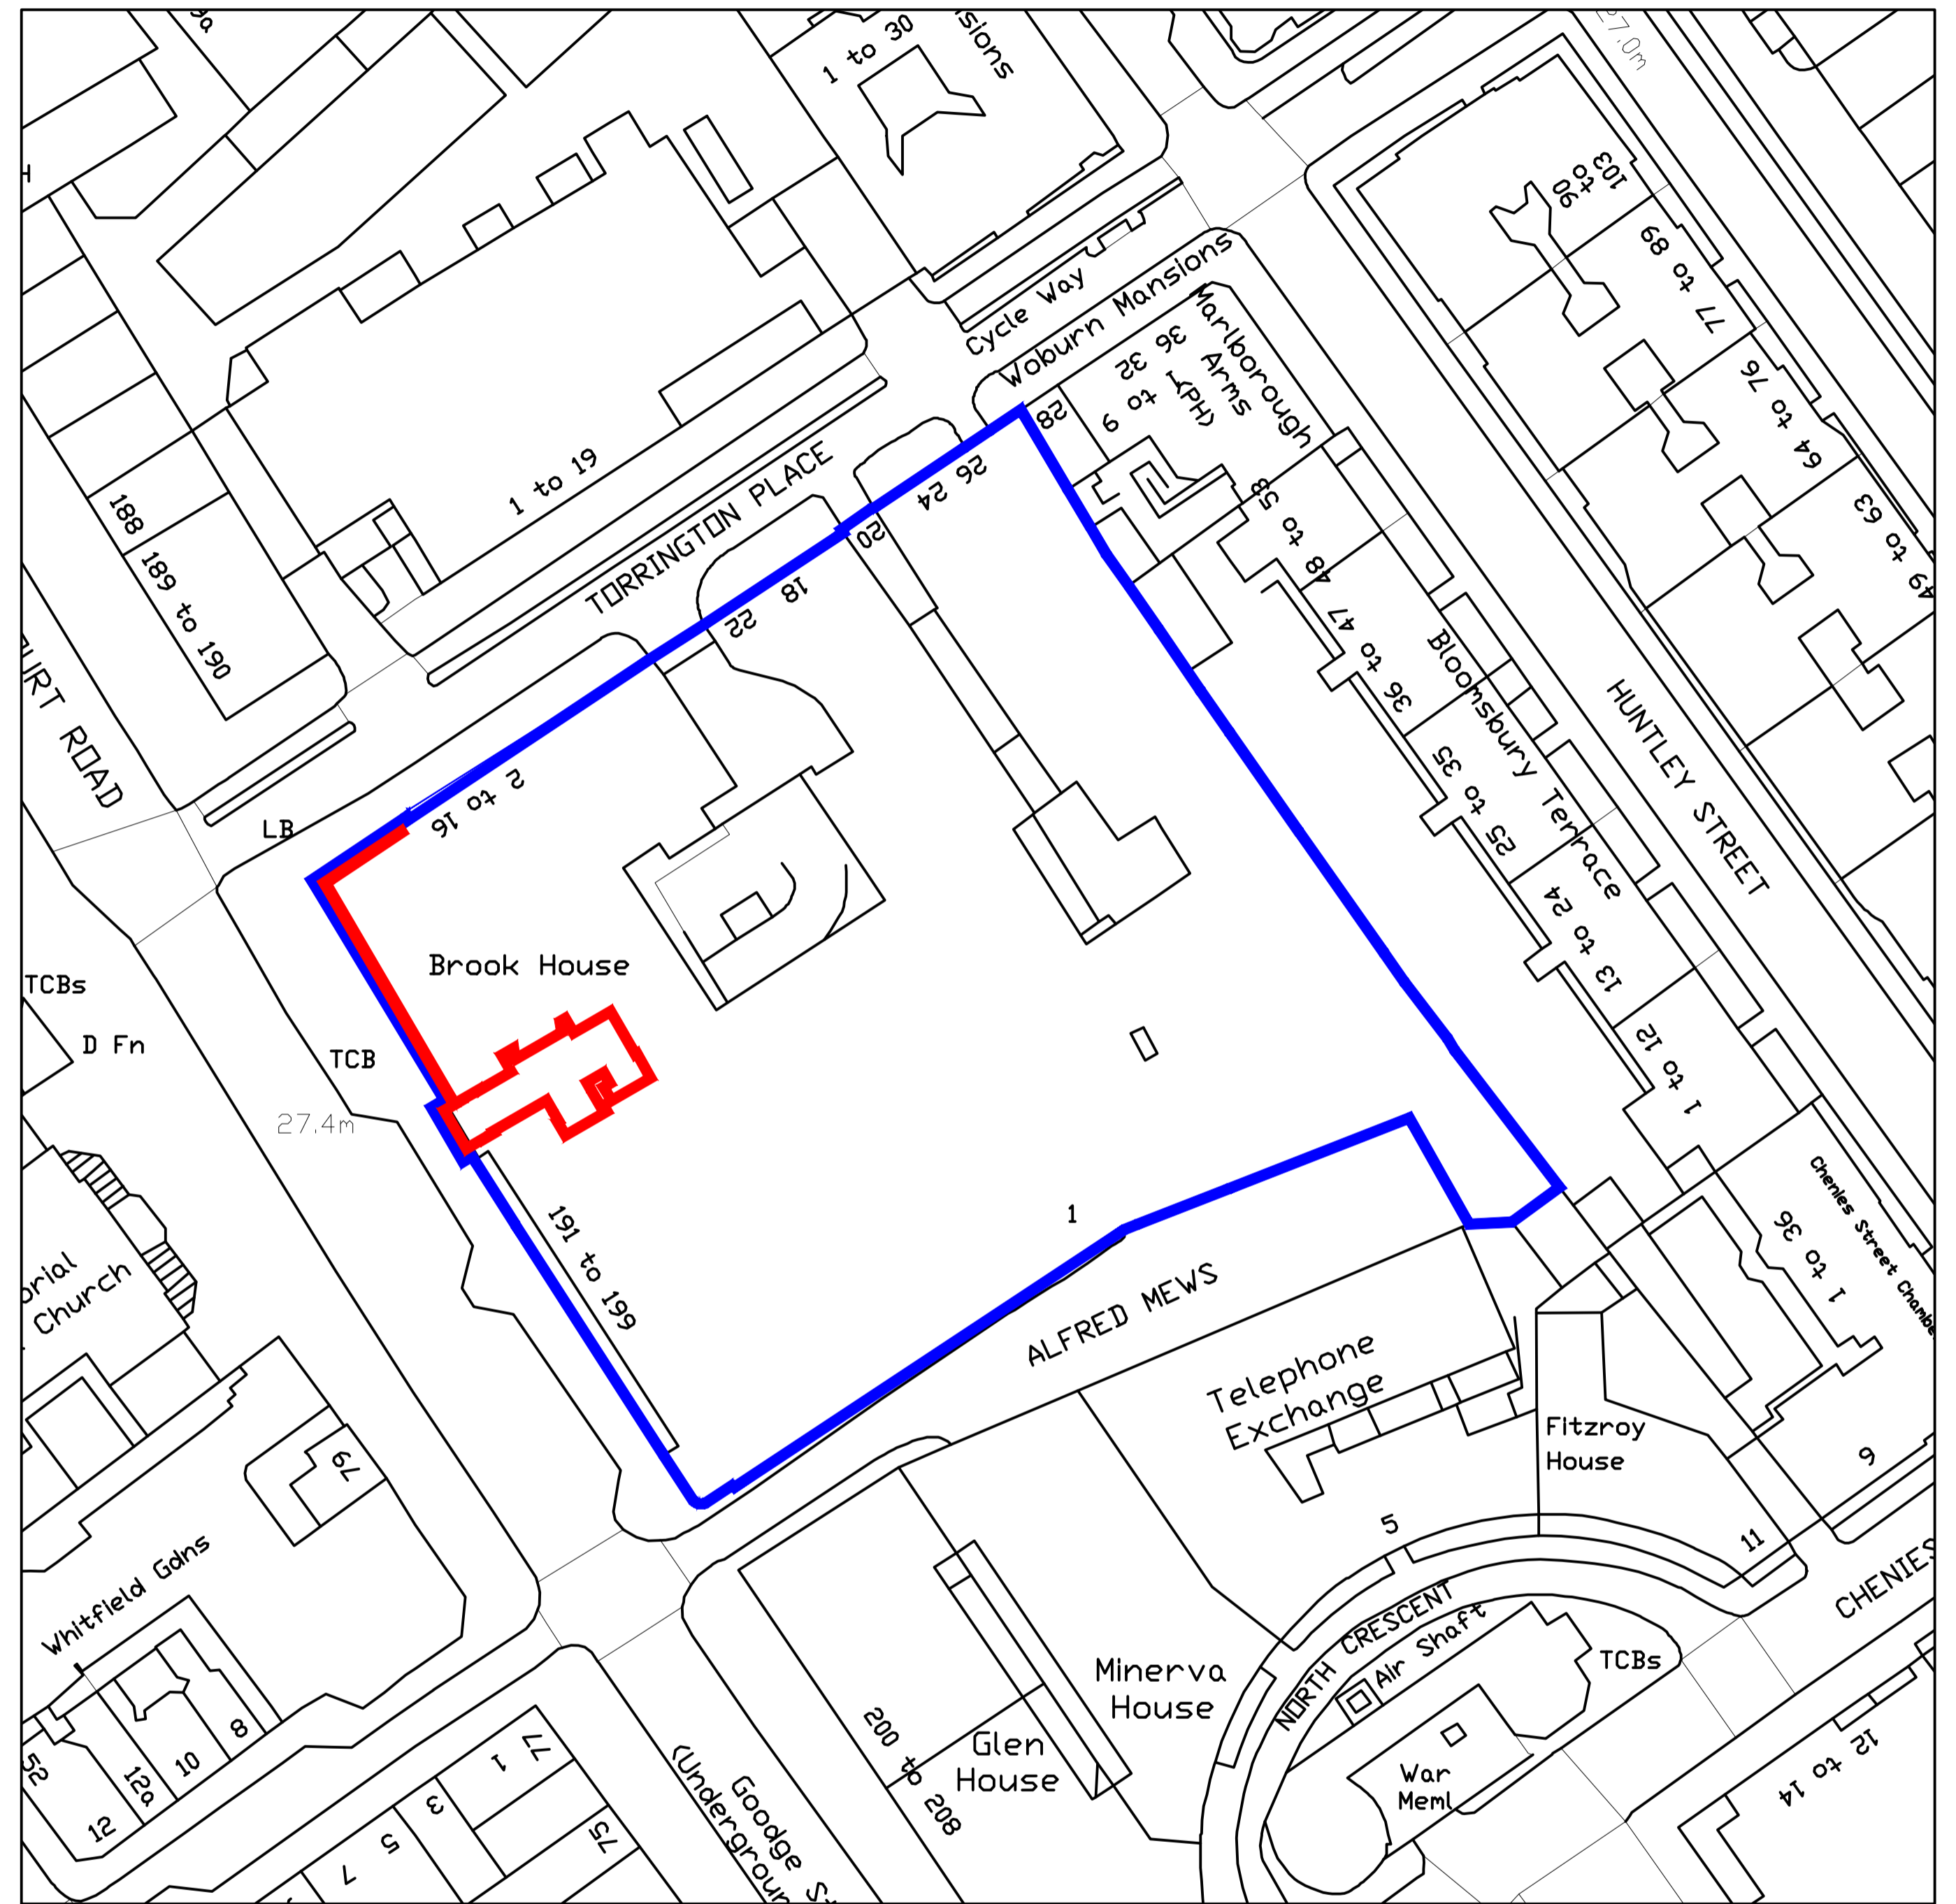 1 to 30
27.0m
103
to
90
89 to 77
76 to 64
63 to 49
Cycle Way
Woburn Mansions
Marlborough
Arms
(PH)
36
32
9 to 1
28
26
24
20
18
22
2 to 16
1 to 19
TORRINGTON PLACE
188
189 to 190
ROAD
LB
53 to 48
47 to 36
35 to 25
24 to 13
12 to 1
Bloomsbury Terrace
HUNTLEY STREET
Brook House
TCBs
D Fn
TCB
27.4m
191 to 199
1
ALFRED MEWS
Telephone
Exchange
Fitzroy
House
1 to 36
Chenies Street
9
Church
79
Whitfield Gdns
52
12
12a
10
8
77
1
3
5
7
75
Goodge
200 to 208
Glen
House
Minerva
House
5
11
NORTH CRESCENT
Air Shaft
TCBs
War
Meml
CHENIES
12 to 14